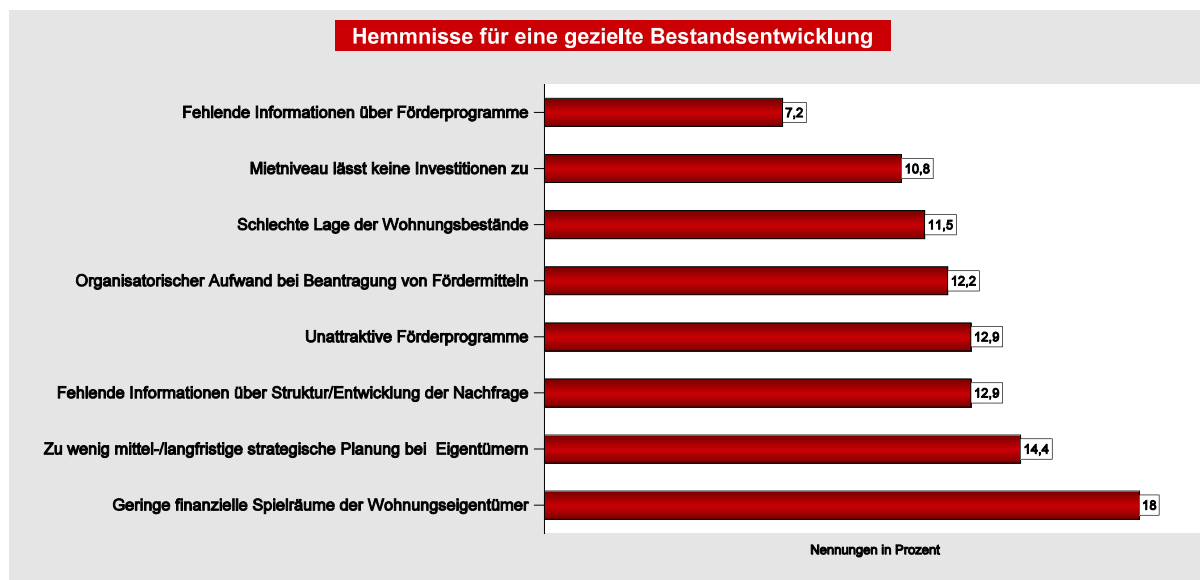 Hemmnisse für eine gezielte Bestandsentwicklung
Fehlende Informationen über Förderprogramme
7,2
Mietniveau lässt keine Investitionen zu
10,8
Schlechte Lage der Wohnungsbestände
11,5
Organisatorischer Aufwand bei Beantragung von Fördermitteln
12,2
Unattraktive Förderprogramme
12,9
Fehlende Informationen über Struktur/Entwicklung der Nachfrage
12,9
Zu wenig mittel-/langfristige strategische Planung bei Eigentümern
14,4
Geringe finanzielle Spielräume der Wohnungseigentümer
18
Nennungen in Prozent